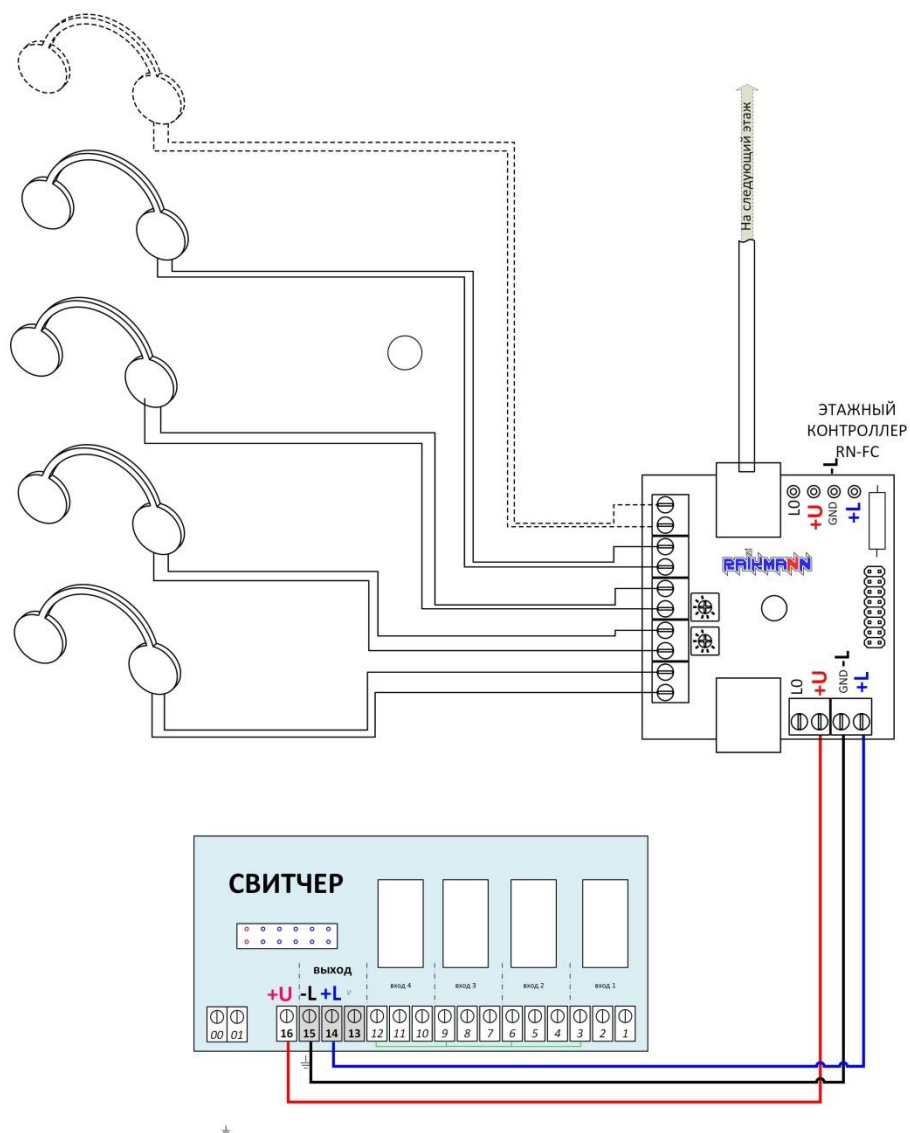 На следующий этаж
ЭТАЖНЫЙ
КОНТРОЛЛЕР
RN-FC
L0 +U GND -L +L
RAIKMANN
L0 +U GND -L +L
СВИТЧЕР
выход
вход 4 вход 3 вход 2 вход 1
+U -L +L v
00 01 16 15 14 13 12 11 10 9 8 7 6 5 4 3 2 1